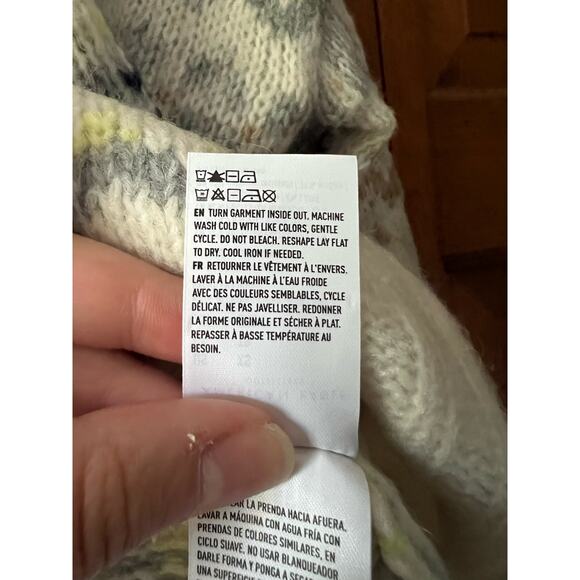 EN TURN GARMENT INSIDE OUT. MACHINE
WASH COLD WITH LIKE COLORS, GENTLE
CYCLE. DO NOT BLEACH. RESHAPE LAY FLAT
TO DRY. COOL IRON IF NEEDED.
FR RETOURNER LE VÊTEMENT À L'ENVERS.
LAVER À LA MACHINE À L'EAU FROIDE
AVEC DES COULEURS SEMBLABLES, CYCLE
DÉLICAT. NE PAS JAVELLISER. REDONNER
LA FORME ORIGINALE ET SÉCHER À PLAT.
REPASSER À BASSE TEMPÉRATURE AU
BESOIN.
LA PRENDA HACIA AFUERA.
LAVAR A MÁQUINA CON AGUA FRÍA CON
PRENDAS DE COLORES SIMILARES, EN
CICLO SUAVE. NO USAR BLANQUEADOR
DARLE FORMA Y PONGA A
UNA SUPERFICIE